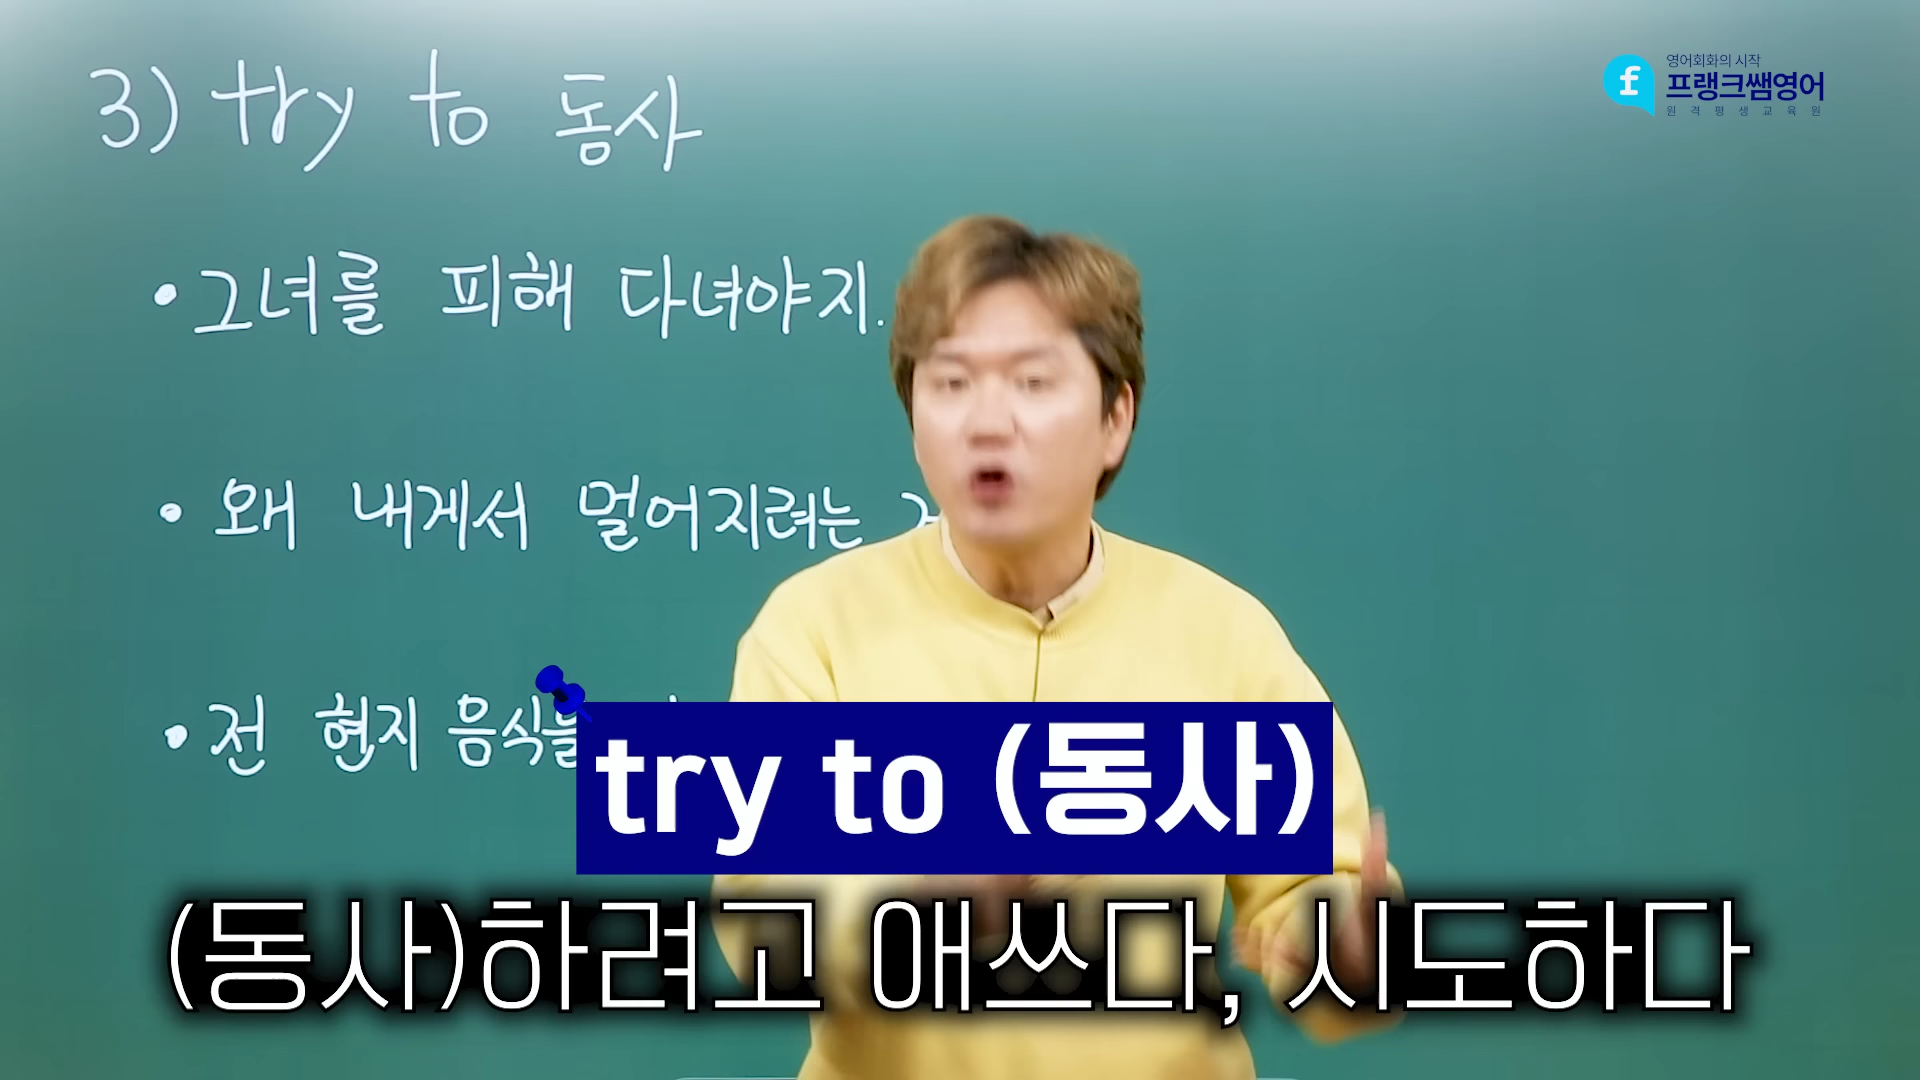 3) try to 동사
영어회화의 시작
프랭크쌤영어
원격평생교육원
• 그녀를 피해 다녀야지.
• 왜 내게서 멀어지려는
• 전 현지 음식을
try to (동사)
(동사)하려고 애쓰다, 시도하다